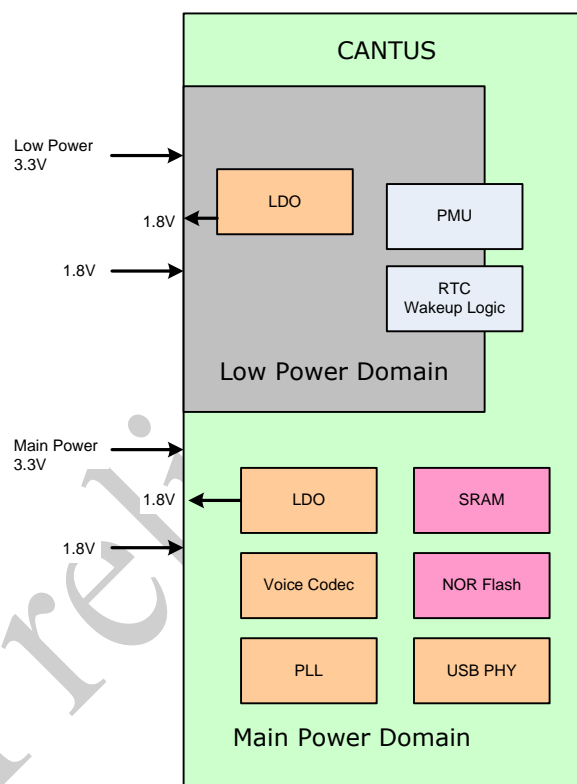 CANTUS
Low Power
3.3V
LDO
PMU
1.8V
1.8V
RTC
Wakeup Logic
Low Power Domain
Main Power
3.3V
1.8V
LDO
SRAM
1.8V
Voice Codec
NOR Flash
PLL
USB PHY
Main Power Domain